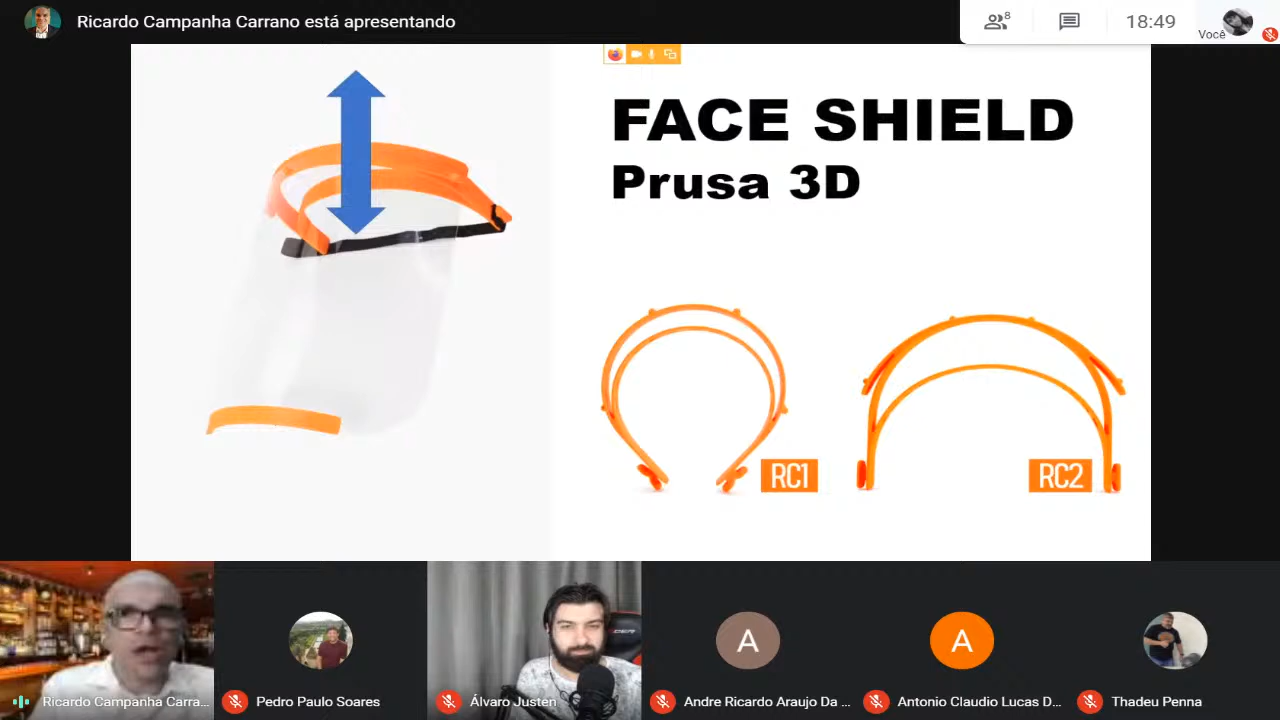 Ricardo Campanha Carrano está apresentando
8
18:49
Você
FACE SHIELD
Prusa 3D
RC1
RC2
Ricardo Campanha Carra...
Pedro Paulo Soares
Álvaro Justen
Andre Ricardo Araujo Da ...
Antonio Claudio Lucas D...
Thadeu Penna
A
A